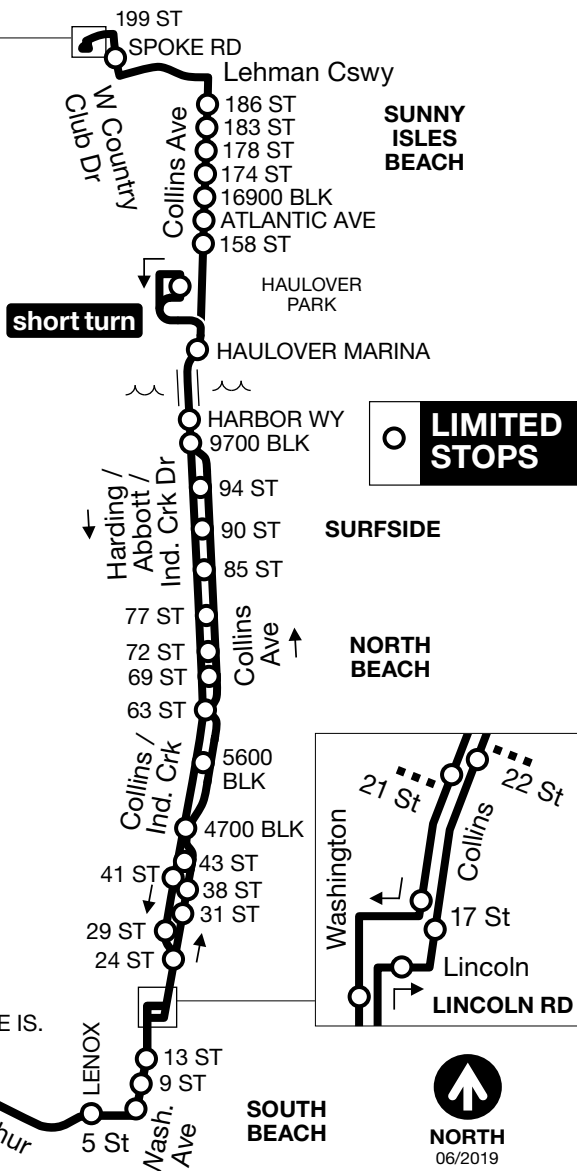 199 ST
SPOKE RD
Lehman Cswy
W Country
Club Dr
186 ST
183 ST
178 ST
174 ST
16900 BLK
ATLANTIC AVE
158 ST
Collins Ave
SUNNY
ISLES
BEACH
HAULOVER
PARK
short turn
HAULOVER MARINA
HARBOR WY
9700 BLK
LIMITED
STOPS
Harding /
Abbott /
Ind. Crk Dr
94 ST
90 ST
85 ST
SURFSIDE
77 ST
72 ST
69 ST
63 ST
Collins
Ave
NORTH
BEACH
Collins /
Ind. Crk
5600
BLK
4700 BLK
43 ST
41 ST
38 ST
31 ST
29 ST
24 ST
21 St
22 St
Washington
Collins
17 St
Lincoln
LINCOLN RD
E IS.
LENOX
13 ST
9 ST
5 St
Wash.
Ave
hur
SOUTH
BEACH
NORTH
06/2019